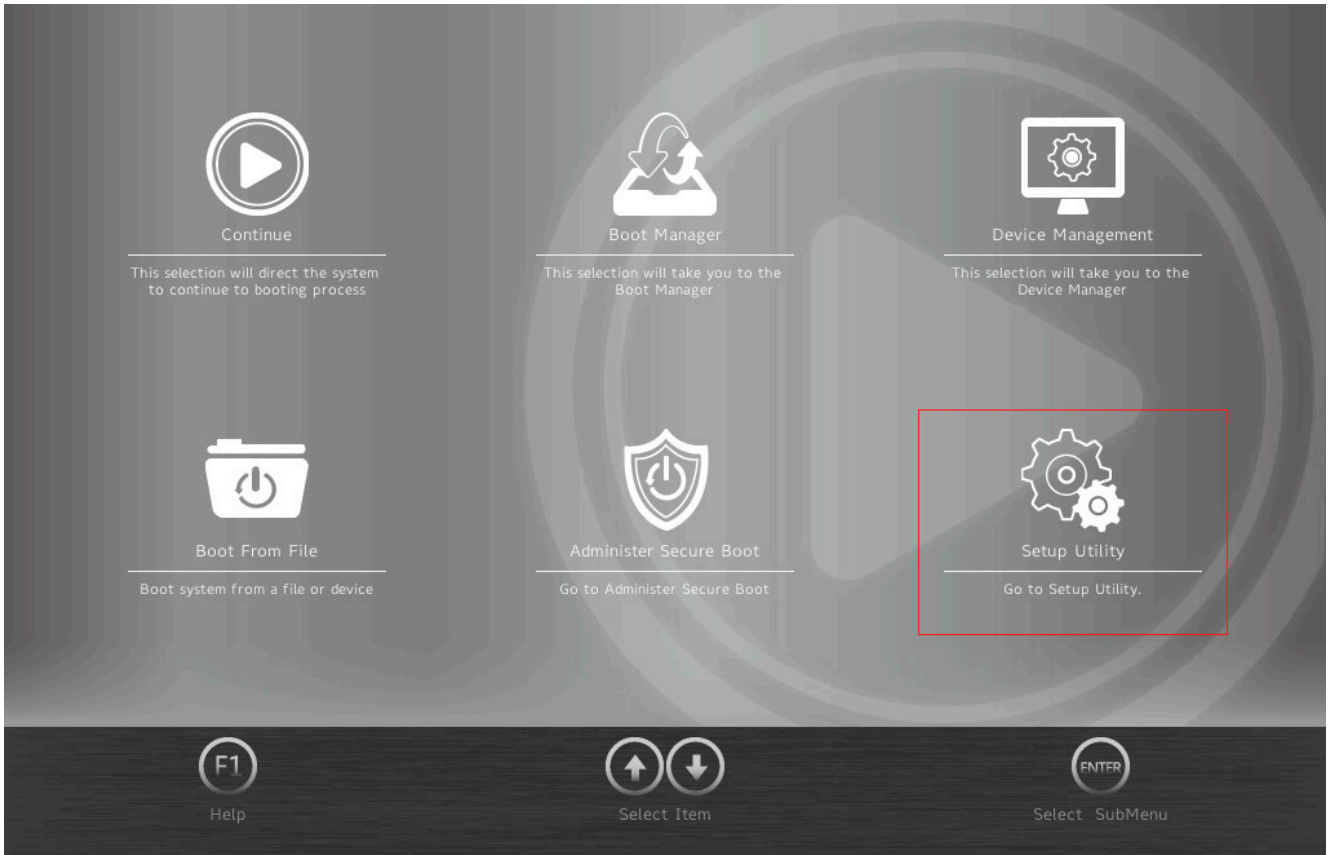 Continue
This selection will direct the system
to continue to booting process
Boot Manager
This selection will take you to the
Boot Manager
Device Management
This selection will take you to the
Device Manager
Boot From File
Boot system from a file or device
Administer Secure Boot
Go to Administer Secure Boot
Setup Utility
Go to Setup Utility.
F1
Help
Select Item
ENTER
Select SubMenu